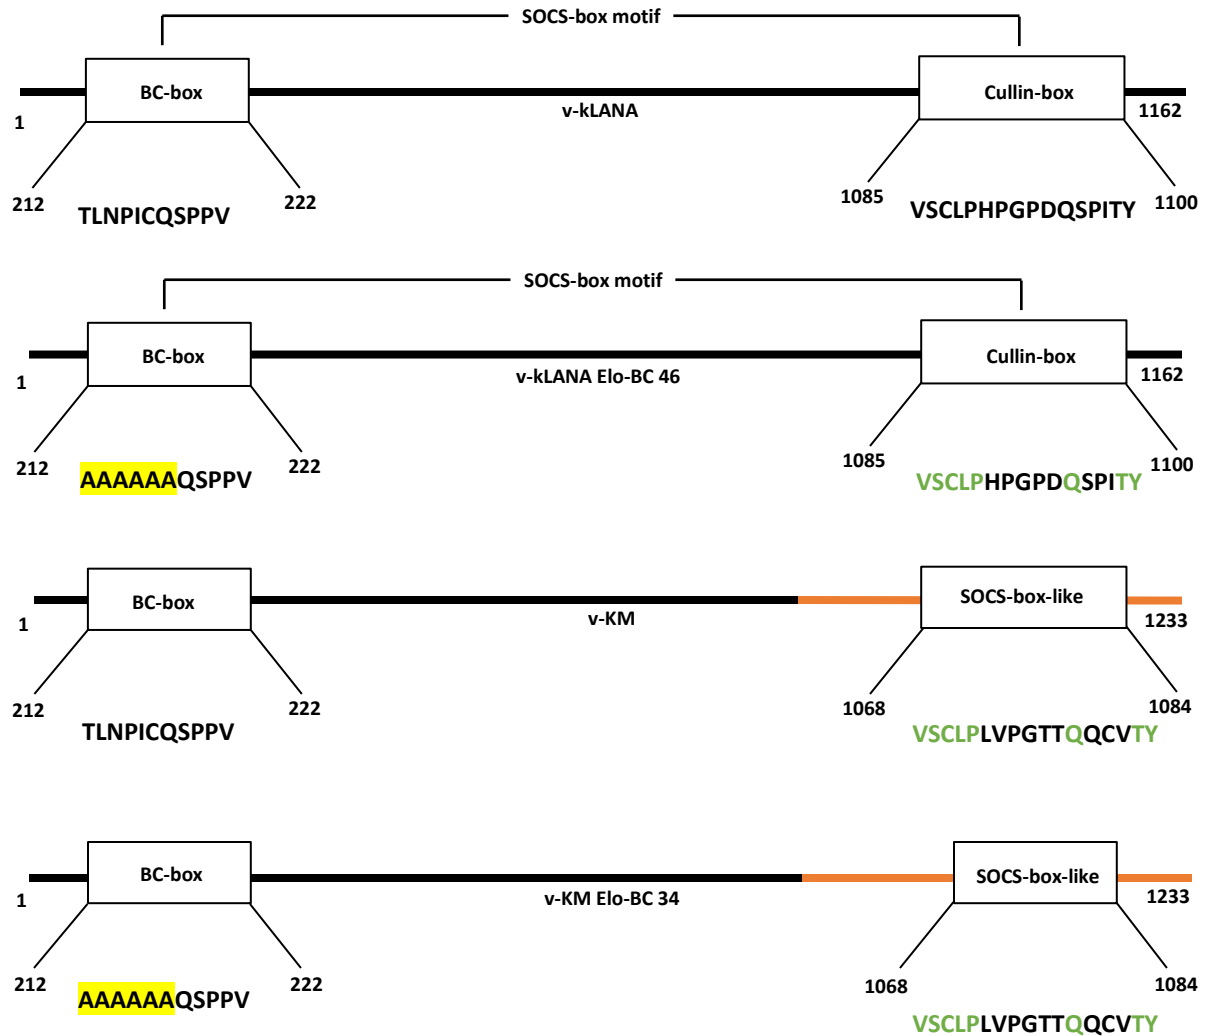 SOCS-box motif
BC-box
Cullin-box
1
v-kLANA
1162
212
222
1085
1100
TLNPICQSPPV
VSCLPHPGPDQSPITY
SOCS-box motif
BC-box
Cullin-box
1
v-kLANA Elo-BC 46
1162
212
222
1085
1100
AAAAAAQSPPV
VSCLPHPGPDQSPITY
BC-box
SOCS-box-like
1
v-KM
1233
212
222
1068
1084
TLNPICQSPPV
VSCLPLVPGTTQQCVTY
BC-box
SOCS-box-like
1
v-KM Elo-BC 34
1233
212
222
1068
1084
AAAAAAQSPPV
VSCLPLVPGTTQQCVTY